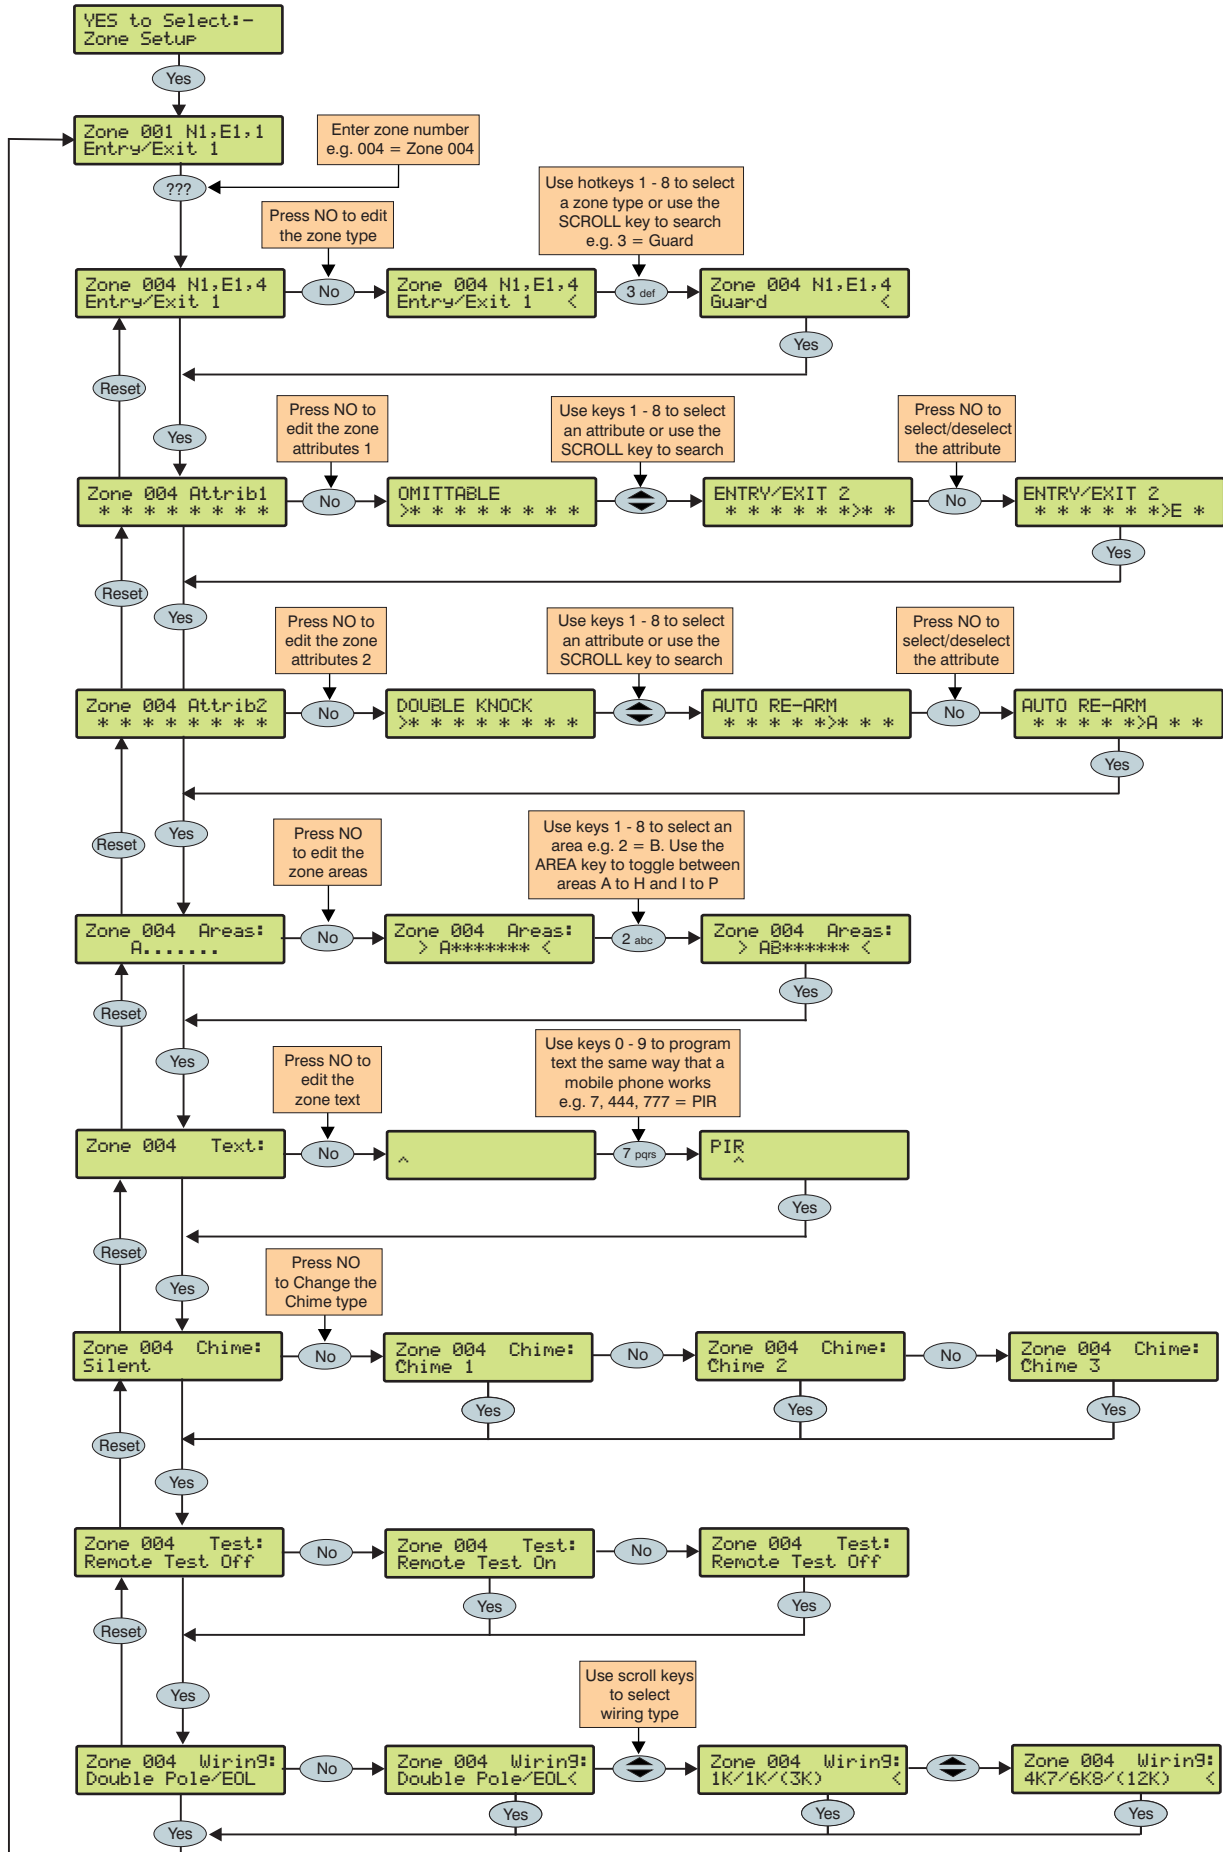 YES to Select:-
Zone Setup
Yes
Zone 001 N1,E1,1
Entry/Exit 1
Enter zone number
e.g. 004 = Zone 004
???
Press NO to edit
the zone type
Use hotkeys 1 - 8 to select
a zone type or use the
SCROLL key to search
e.g. 3 = Guard
Zone 004 N1,E1,4
Entry/Exit 1
No
Zone 004 N1,E1,4
Entry/Exit 1 <
3 def
Zone 004 N1,E1,4
Guard <
Yes
Reset
Yes
Press NO to
edit the zone
attributes 1
Use keys 1 - 8 to select
an attribute or use the
SCROLL key to search
Press NO to
select/deselect
the attribute
Zone 004 Attrib1
* * * * * * * *
No
OMITTABLE
>* * * * * * * *
ENTRY/EXIT 2
* * * * * *>* *
No
ENTRY/EXIT 2
* * * * * *>E *
Yes
Reset
Yes
Press NO to
edit the zone
attributes 2
Use keys 1 - 8 to select
an attribute or use the
SCROLL key to search
Press NO to
select/deselect
the attribute
Zone 004 Attrib2
* * * * * * * *
No
DOUBLE KNOCK
>* * * * * * * *
AUTO RE-ARM
* * * * *>* * *
No
AUTO RE-ARM
* * * * *>A * *
Yes
Reset
Yes
Press NO
to edit the
zone areas
Use keys 1 - 8 to select an
area e.g. 2 = B. Use the
AREA key to toggle between
areas A to H and I to P
Zone 004 Areas:
A.......
No
Zone 004 Areas:
> A******* <
2 abc
Zone 004 Areas:
> AB****** <
Yes
Reset
Yes
Press NO to
edit the
zone text
Use keys 0 - 9 to program
text the same way that a
mobile phone works
e.g. 7, 444, 777 = PIR
Zone 004 Text:
No
^
7 pqrs
PIR
^
Yes
Reset
Yes
Press NO
to Change the
Chime type
Zone 004 Chime:
Silent
No
Zone 004 Chime:
Chime 1
No
Zone 004 Chime:
Chime 2
No
Zone 004 Chime:
Chime 3
Yes
Yes
Yes
Reset
Yes
Zone 004 Test:
Remote Test Off
No
Zone 004 Test:
Remote Test On
No
Zone 004 Test:
Remote Test Off
Yes
Yes
Reset
Yes
Use scroll keys
to select
wiring type
Zone 004 Wiring:
Double Pole/EOL
No
Zone 004 Wiring:
Double Pole/EOL<
Zone 004 Wiring:
1K/1K/(3K) <
Zone 004 Wiring:
4K7/6K8/(12K) <
Yes
Yes
Yes
Yes